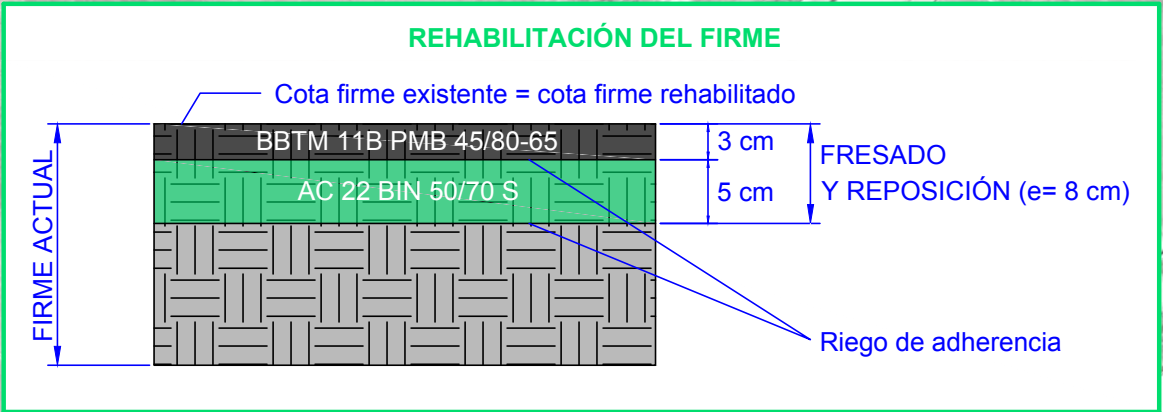 REHABILITACIÓN DEL FIRME
Cota firme existente = cota firme rehabilitado
BBTM 11B PMB 45/80-65
3 cm
AC 22 BIN 50/70 S
5 cm
FRESADO
Y REPOSICIÓN (e= 8 cm)
FIRME ACTUAL
Riego de adherencia